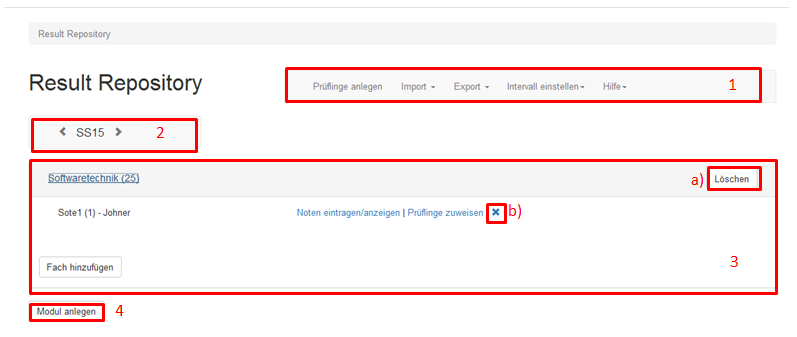 Result Repository
Result Repository
Prüflinge anlegen Import Export Intervall einstellen Hilfe 1
SS15 2
Softwaretechnik (25) a) Löschen
Sote1 (1) - Johner Noten eintragen/anzeigen | Prüflinge zuweisen b)
3
Fach hinzufügen
Modul anlegen 4